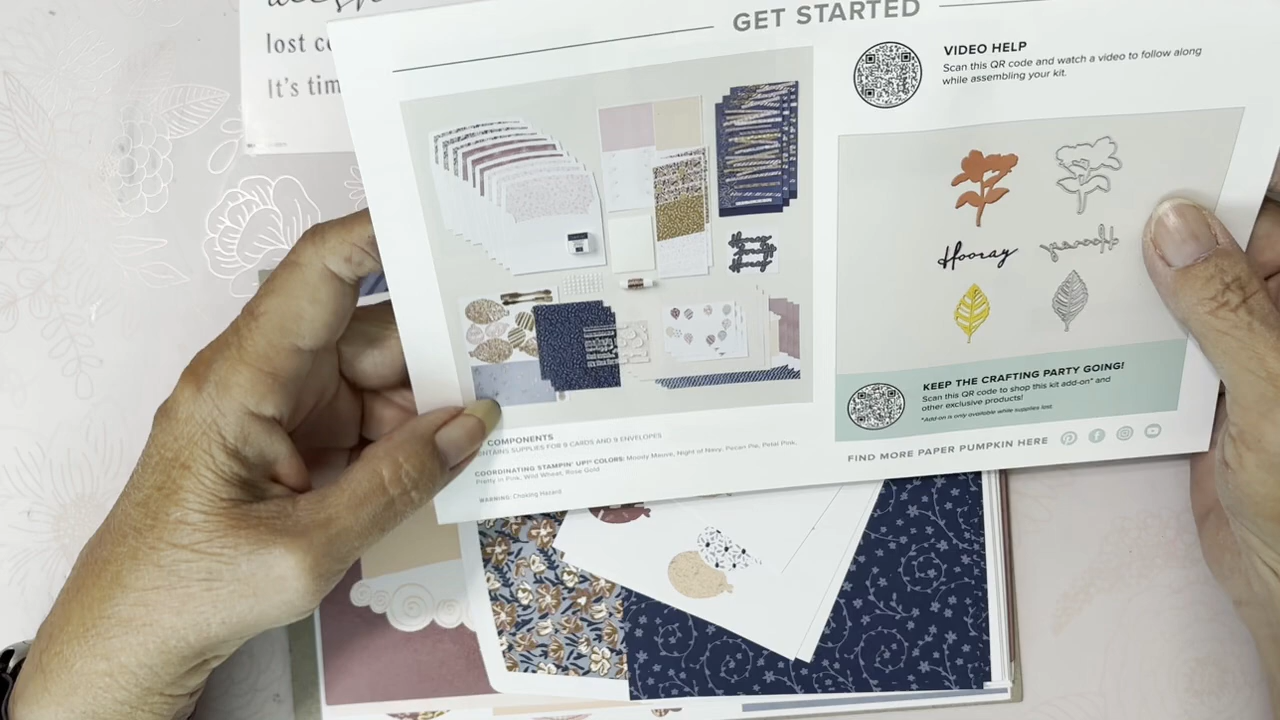 lost
It's tim
GET STARTED
VIDEO HELP
Scan this QR code and watch a video to follow along
while assembling your kit.
Hooray
KEEP THE CRAFTING PARTY GOING!
Scan this QR code to shop this kit add-on* and
other exclusive products!
*Add-on is only available while supplies last.
FIND MORE PAPER PUMPKIN HERE
COMPONENTS
NTAINS SUPPLIES FOR 9 CARDS AND 9 ENVELOPES
COORDINATING STAMPIN' UP!® COLORS: Moody Mauve, Night of Navy, Pecan Pie, Petal Pink,
Pretty in Pink, Wild Wheat, Rose Gold
WARNING: Choking Hazard